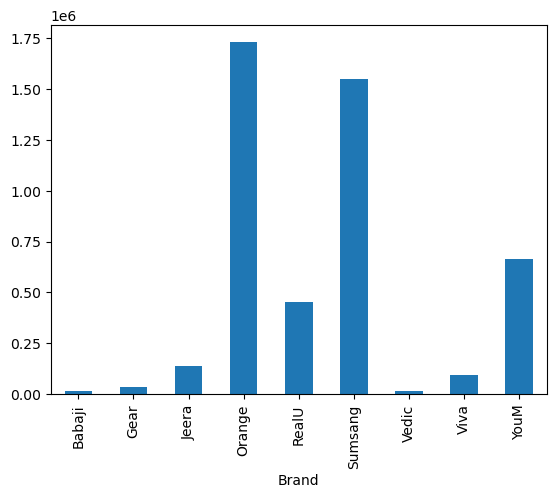 1e6
1.75
1.50
1.25
1.00
0.75
0.50
0.25
0.00
Babaji
Gear
Jeera
Orange
RealU
Sumsang
Vedic
Viva
YouM
Brand